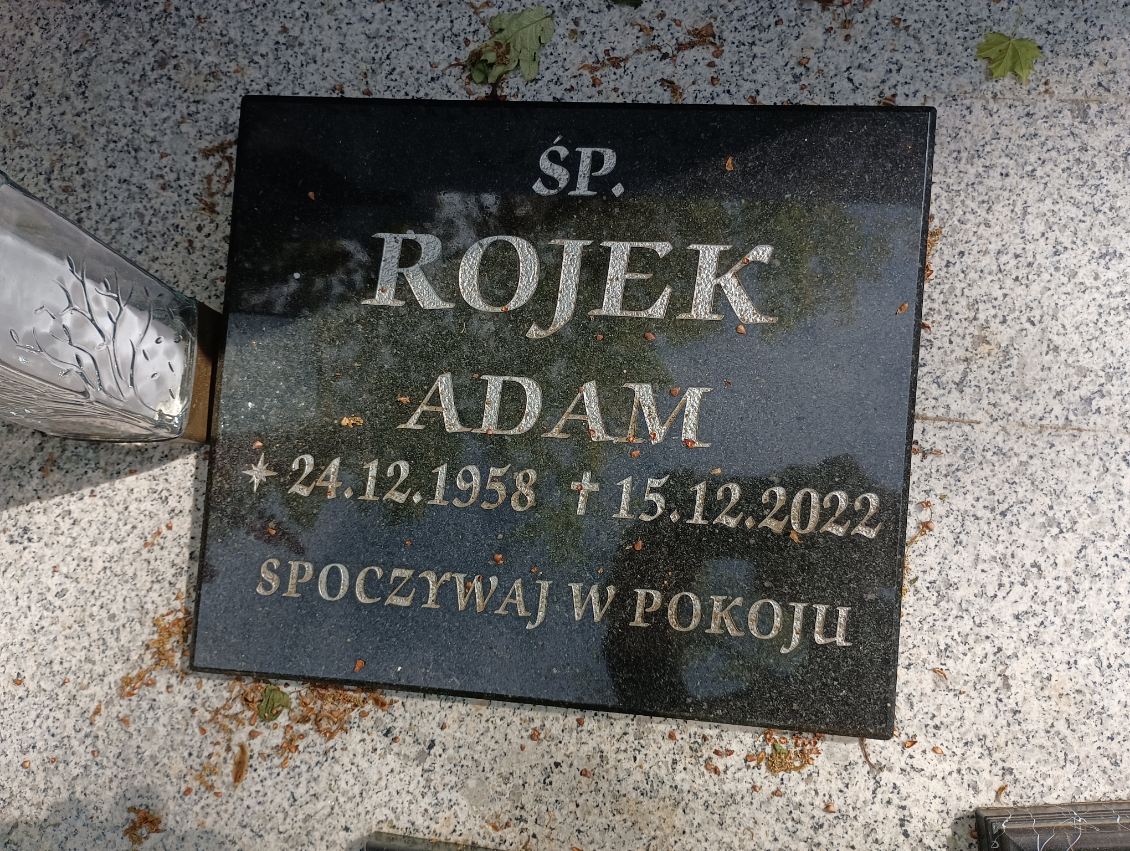 ŚP.
ROJEK
ADAM
24.12.1958 ✝ 15.12.2022
SPOCZYWAJ W POKOJU